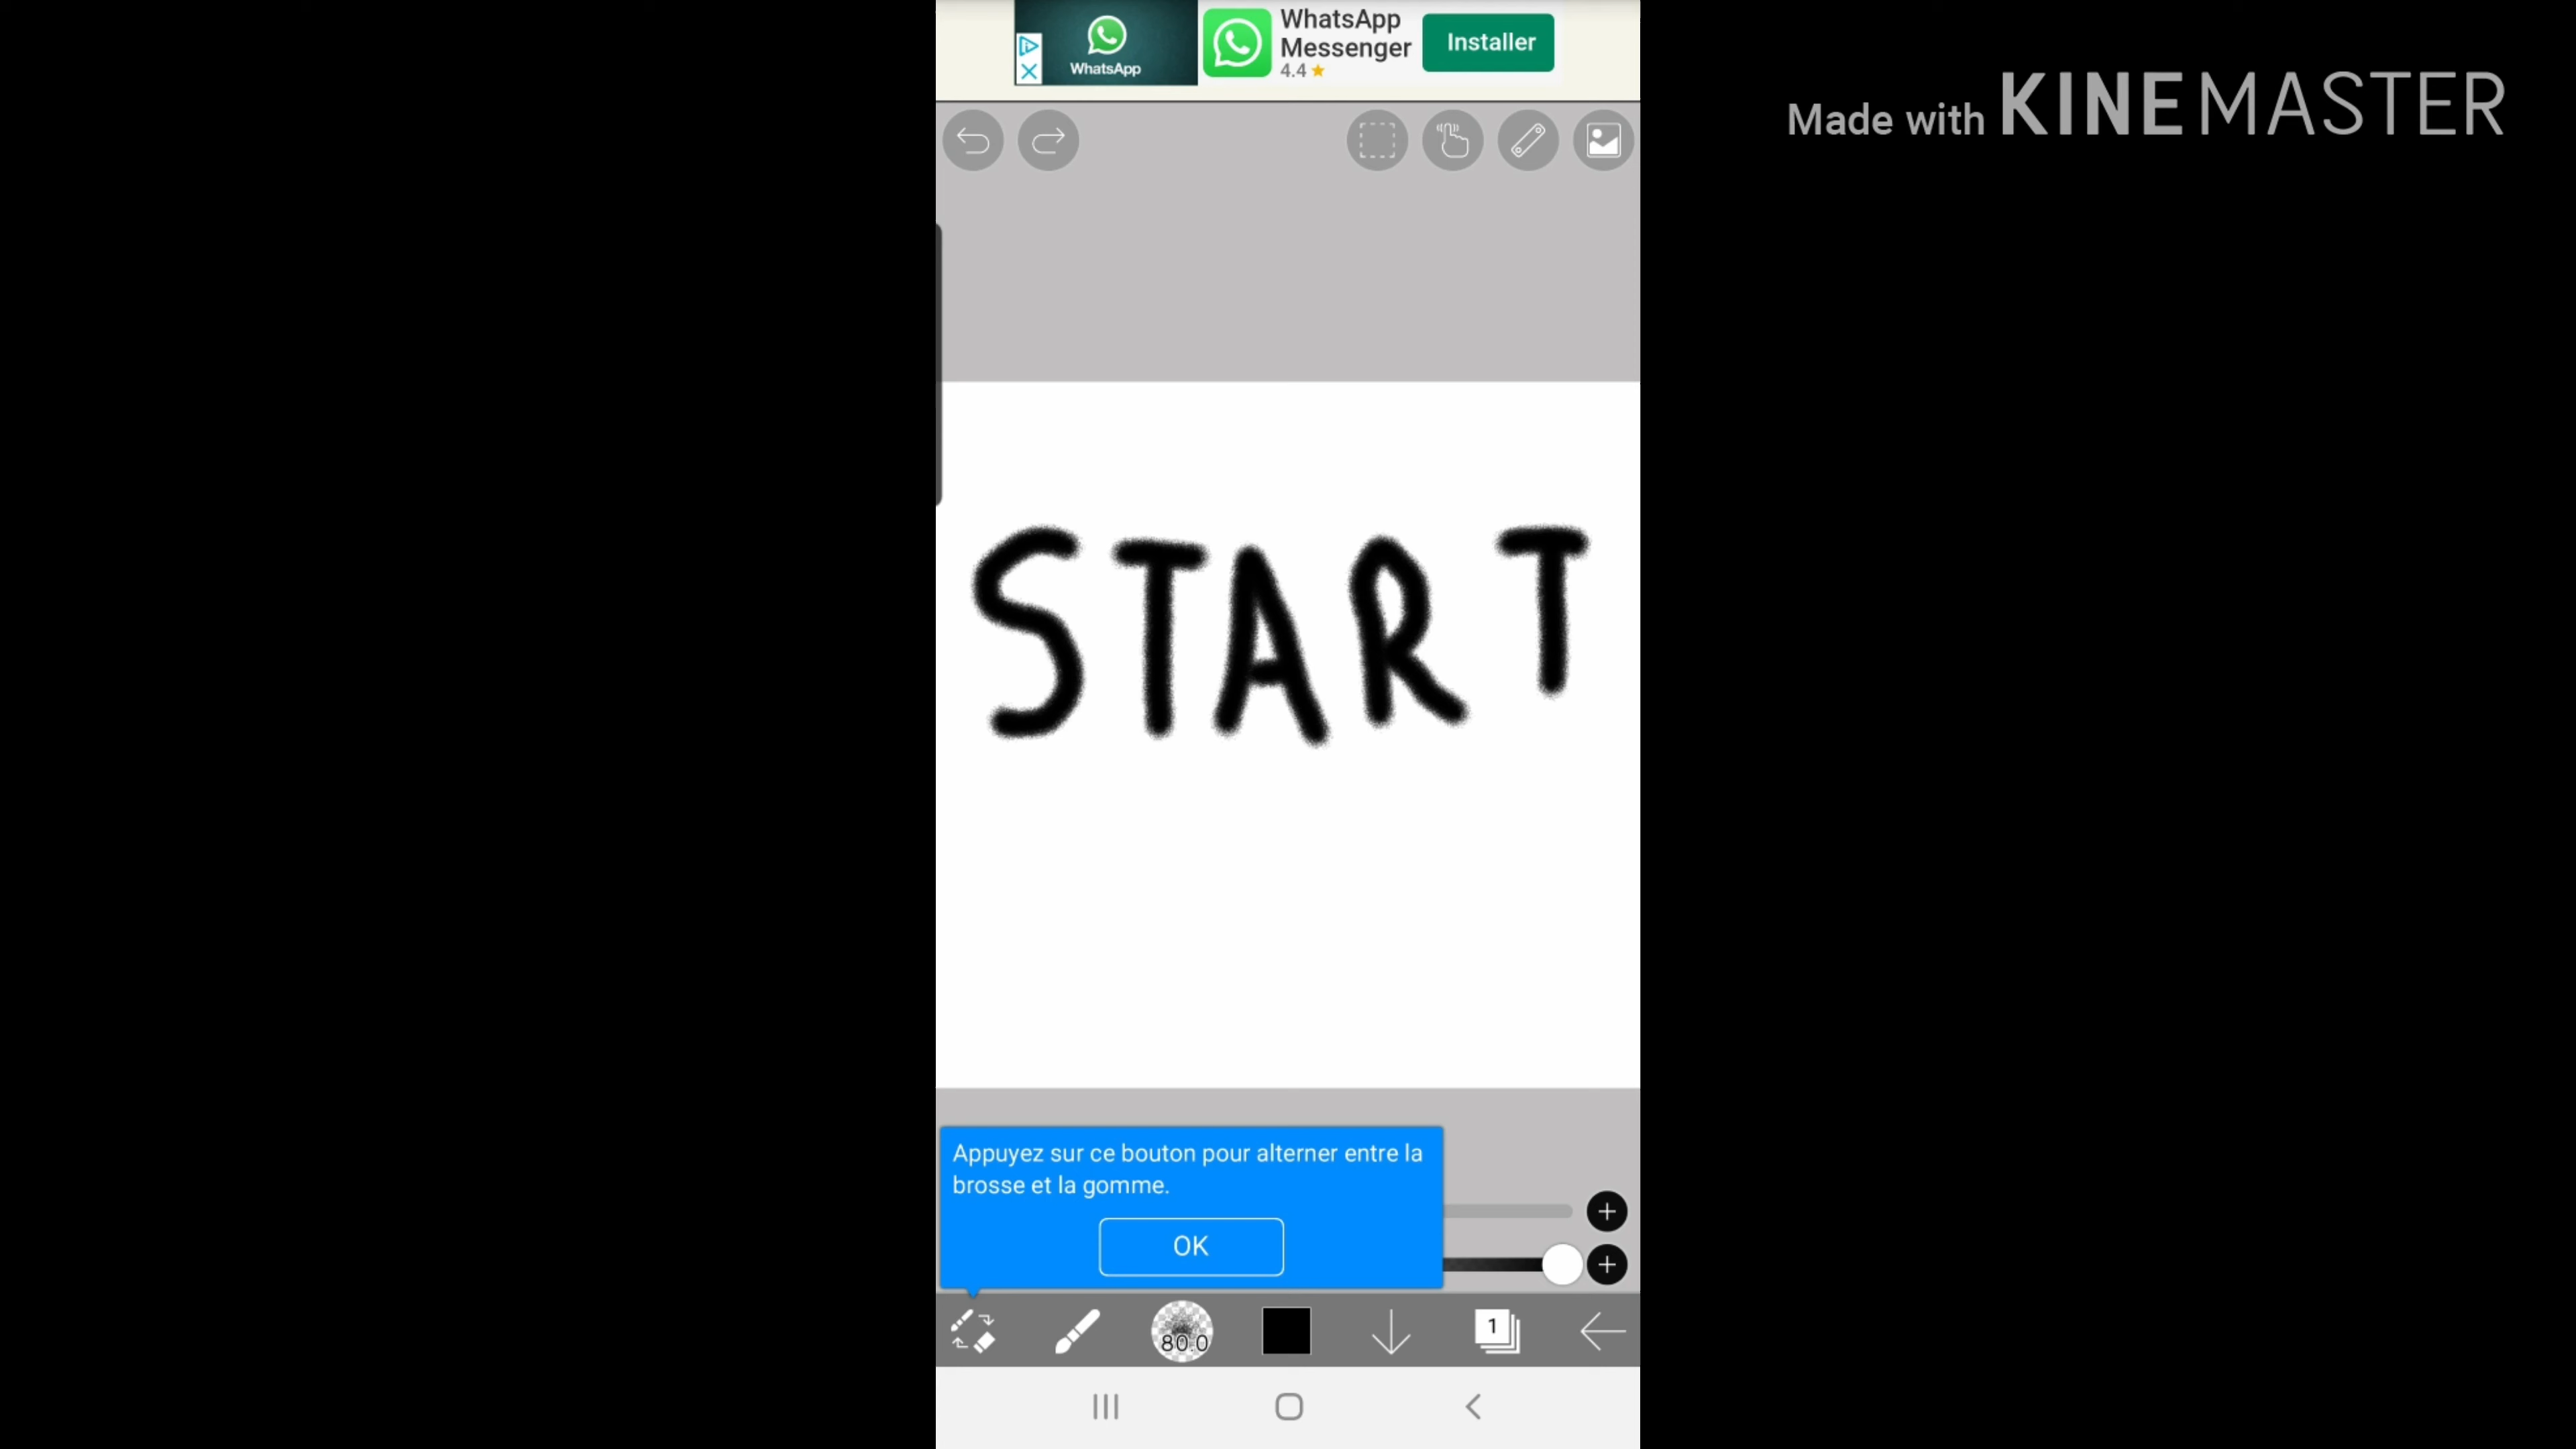 WhatsApp
WhatsApp
Messenger
4.4
Installer
Made with KINEMASTER
START
Appuyez sur ce bouton pour alterner entre la
brosse et la gomme.
OK
80.0
1